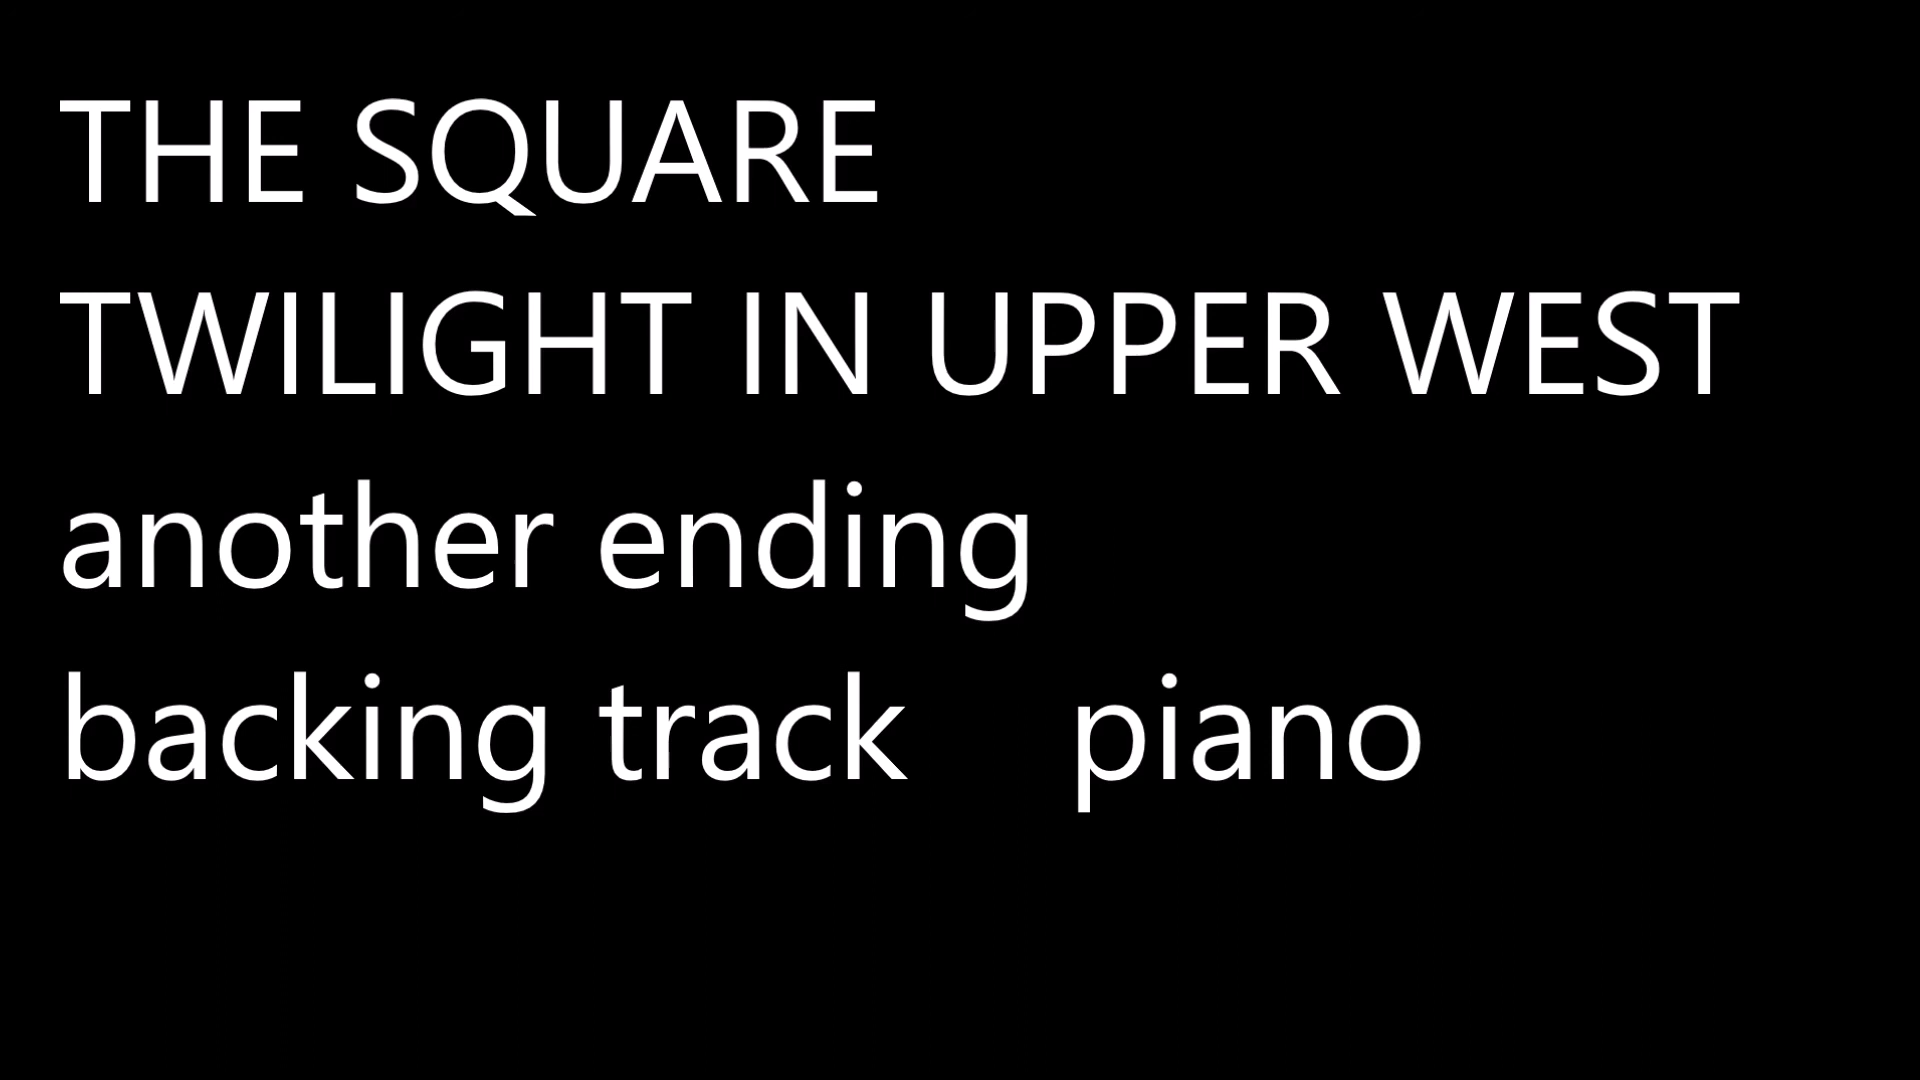 THE SQUARE
TWILIGHT IN UPPER WEST
another ending
backing track piano